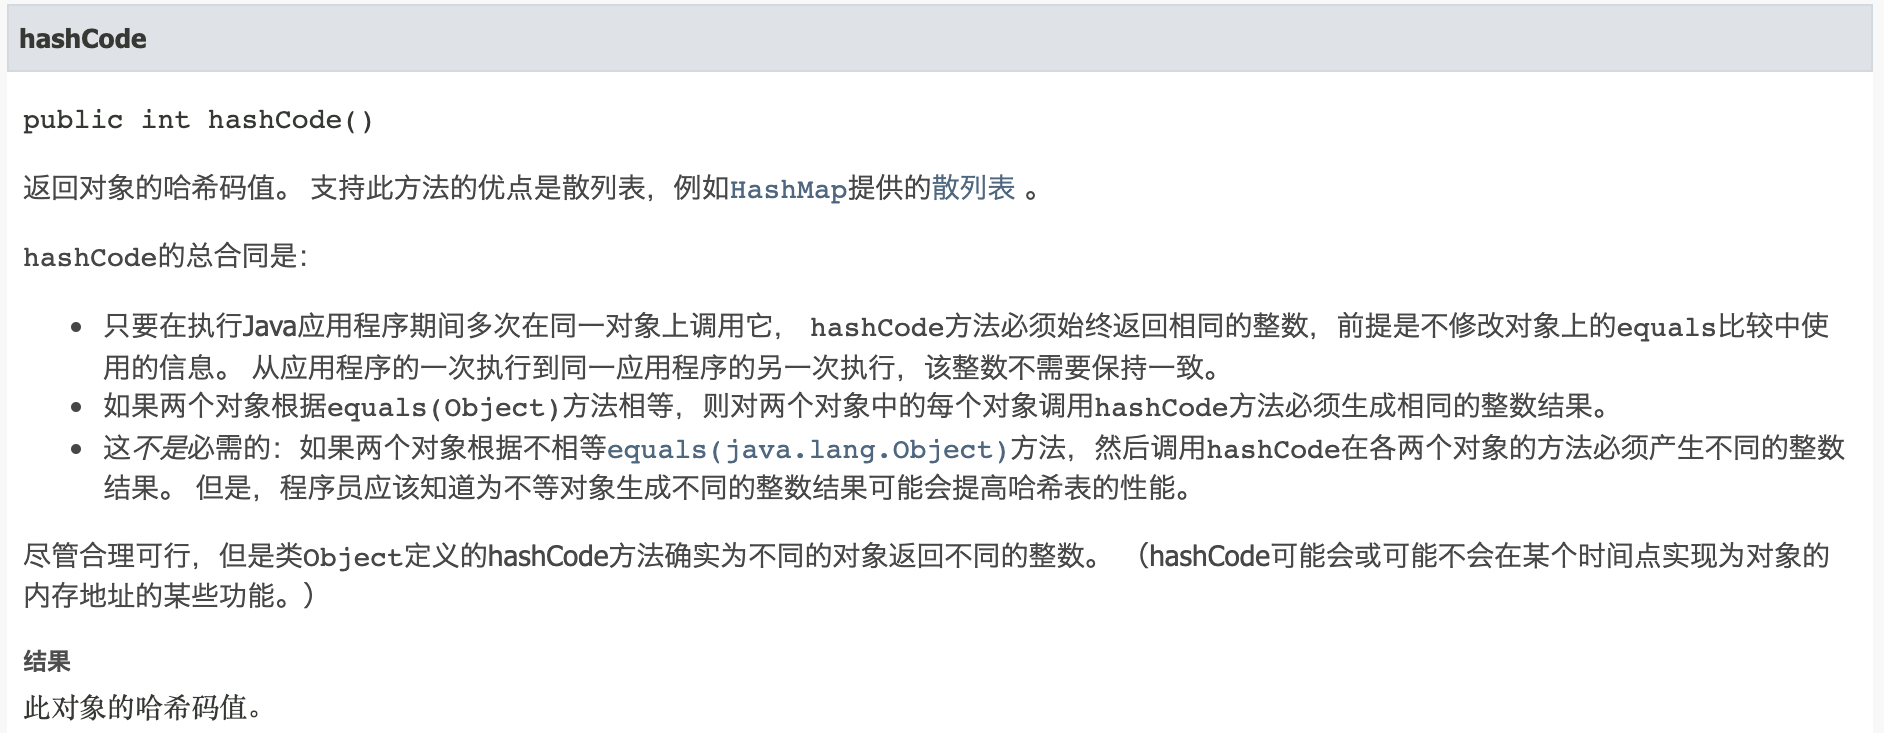 hashCode
public int hashCode()
返回对象的哈希码值。 支持此方法的优点是散列表，例如HashMap提供的散列表 。
hashCode的总合同是：
• 只要在执行Java应用程序期间多次在同一对象上调用它， hashCode方法必须始终返回相同的整数，前提是不修改对象上的equals比较中使
用的信息。 从应用程序的一次执行到同一应用程序的另一次执行，该整数不需要保持一致。
• 如果两个对象根据equals(Object)方法相等，则对两个对象中的每个对象调用hashCode方法必须生成相同的整数结果。
• 这不是必需的：如果两个对象根据不相等equals(java.lang.Object)方法，然后调用hashCode在各两个对象的方法必须产生不同的整数
结果。 但是，程序员应该知道为不等对象生成不同的整数结果可能会提高哈希表的性能。
尽管合理可行，但是类Object定义的hashCode方法确实为不同的对象返回不同的整数。 （hashCode可能会或可能不会在某个时间点实现为对象的
内存地址的某些功能。）
结果
此对象的哈希码值。